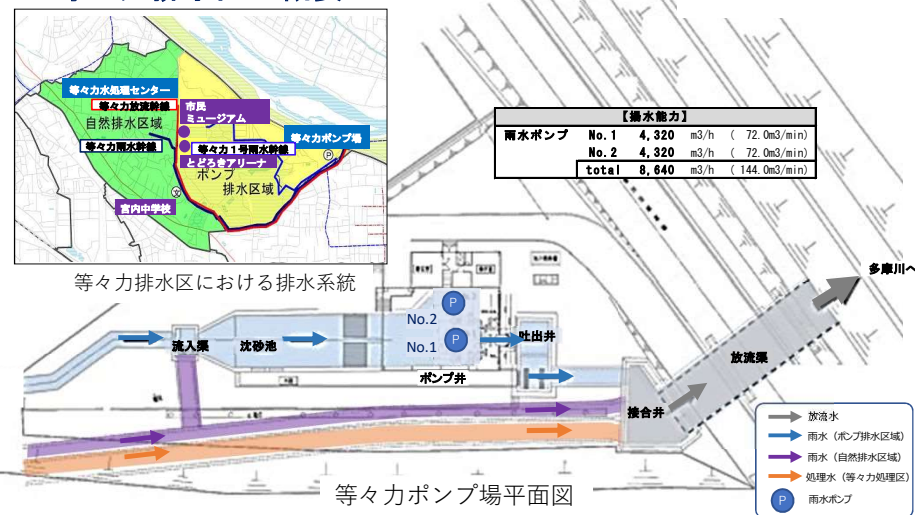 等々力水処理センター
等々力放流幹線
自然排水区域
等々力雨水幹線
市民
ミュージアム
等々力ポンプ場
P
等々力1号雨水幹線
とどろきアリーナ
ポンプ
排水区域
文
宮内中学校
等々力排水区における排水系統
【揚水能力】
雨水ポンプ No.1 4,320 m3/h ( 72.0m3/min)
No.2 4,320 m3/h ( 72.0m3/min)
total 8,640 m3/h ( 144.0m3/min)
多摩川へ
P
No.2
No.1
P
流入渠
沈砂池
吐出井
ポンプ井
放流渠
接合井
等々力ポンプ場平面図
放流水
雨水（ポンプ排水区域）
雨水（自然排水区域）
処理水（等々力処理区）
P 雨水ポンプ